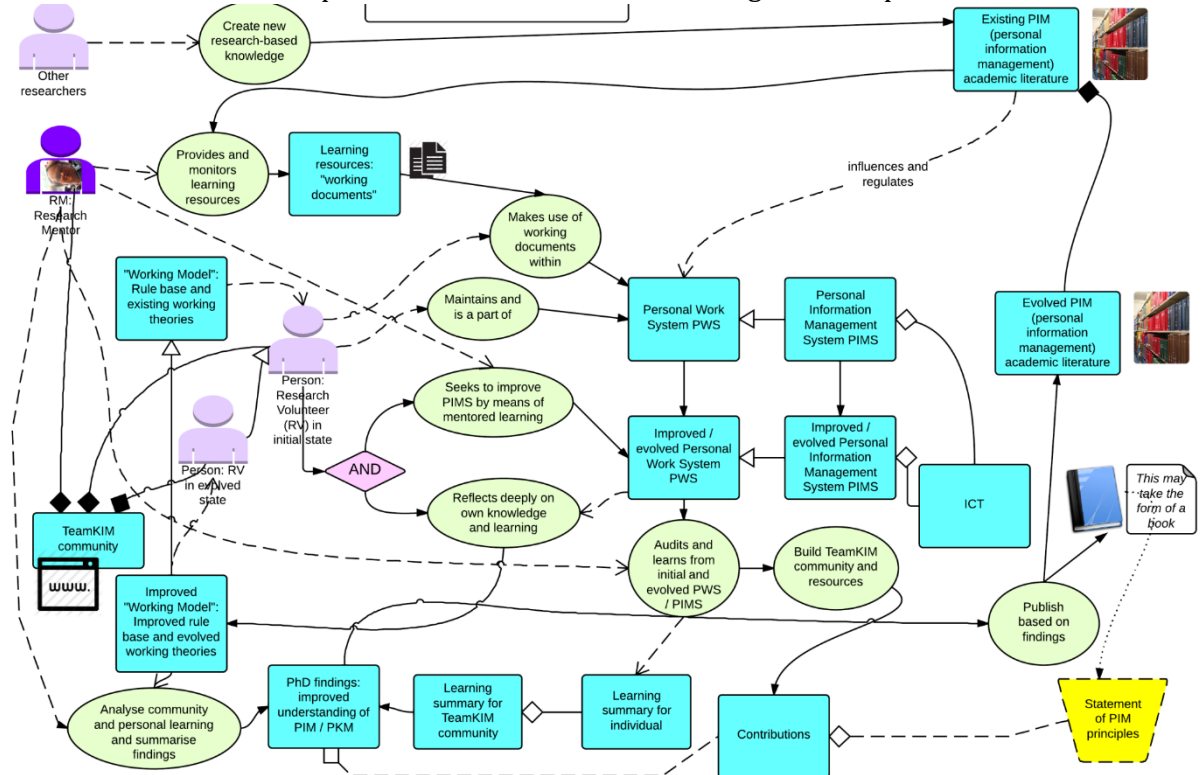 Create new
research-based
knowledge
Existing PIM
(personal
information
management)
academic literature
Other
researchers
Provides and
monitors
learning
resources
Learning
resources:
"working
documents"
influences and
regulates
RM:
Research
Mentor
Makes use of
working
documents
within
"Working Model":
Rule base and
existing working
theories
Maintains and
is a part of
Personal Work
System PWS
Personal
Information
Management
System PIMS
Evolved PIM
(personal
information
management)
academic literature
Person:
Research
Volunteer
(RV) in
initial state
Seeks to improve
PIMS by means of
mentored learning
Improved /
evolved Personal
Work System
PWS
Improved /
evolved Personal
Information
Management
System PIMS
AND
Person: RV
in evolved
state
Reflects deeply on
own knowledge
and learning
ICT
This may
take the
form of a
book
TeamKIM
community
www.
Audits and
learns from
initial and
evolved PWS
/ PIMS
Build TeamKIM
community and
resources
Improved
"Working Model":
Improved rule
base and evolved
working theories
Publish
based on
findings
PhD findings:
improved
understanding of
PIM / PKM
Learning
summary for
TeamKIM
community
Learning
summary for
individual
Contributions
Statement
of PIM
principles
Analyse community
and personal learning
and summarise
findings